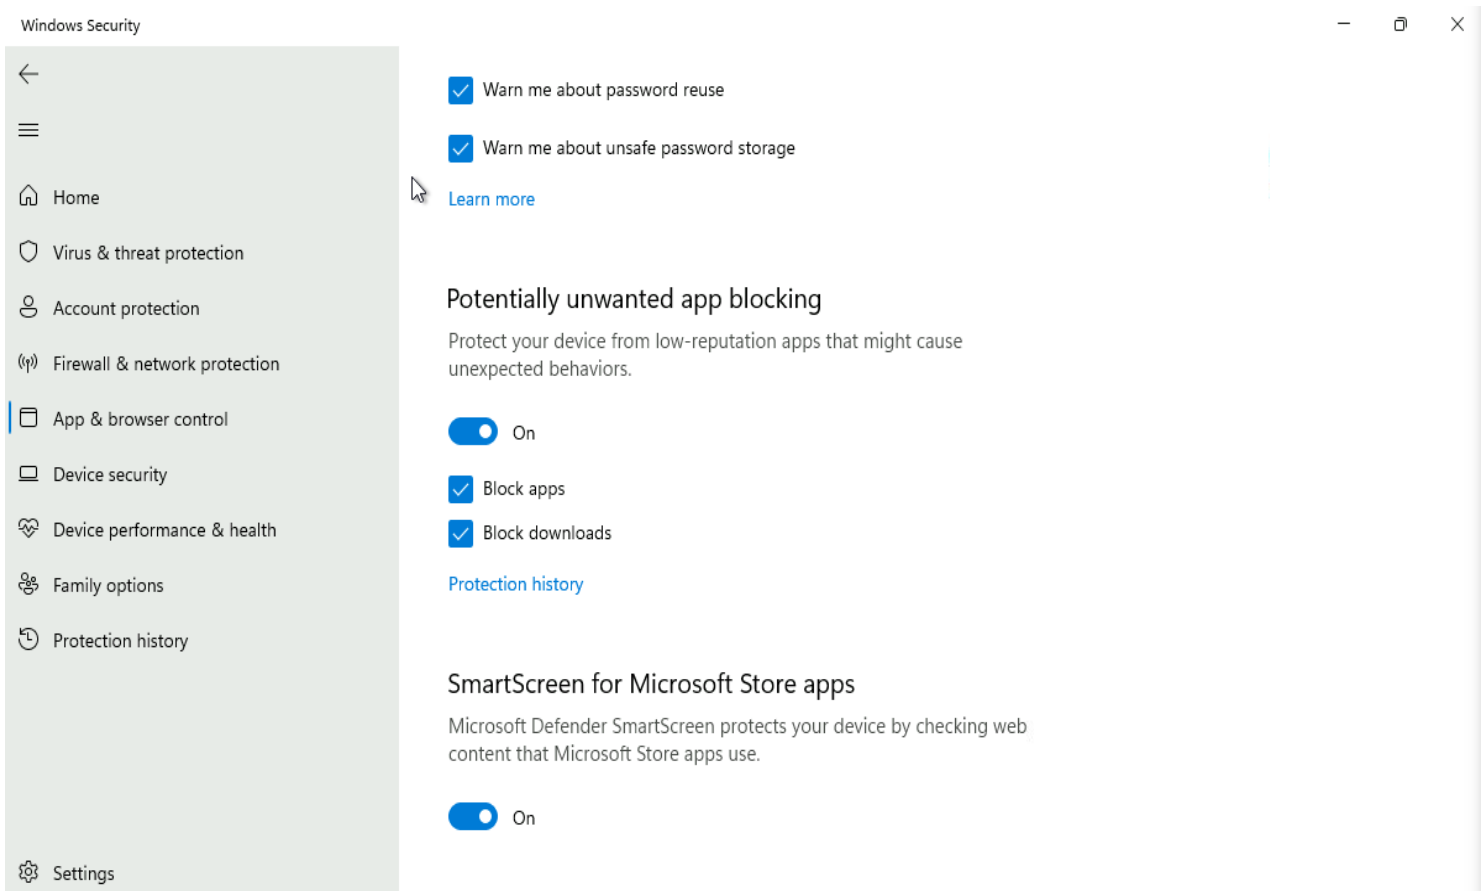 Windows Security
Home
Virus & threat protection
Account protection
Firewall & network protection
App & browser control
Device security
Device performance & health
Family options
Protection history
Settings
Warn me about password reuse
Warn me about unsafe password storage
Learn more
Potentially unwanted app blocking
Protect your device from low-reputation apps that might cause
unexpected behaviors.
On
Block apps
Block downloads
Protection history
SmartScreen for Microsoft Store apps
Microsoft Defender SmartScreen protects your device by checking web
content that Microsoft Store apps use.
On